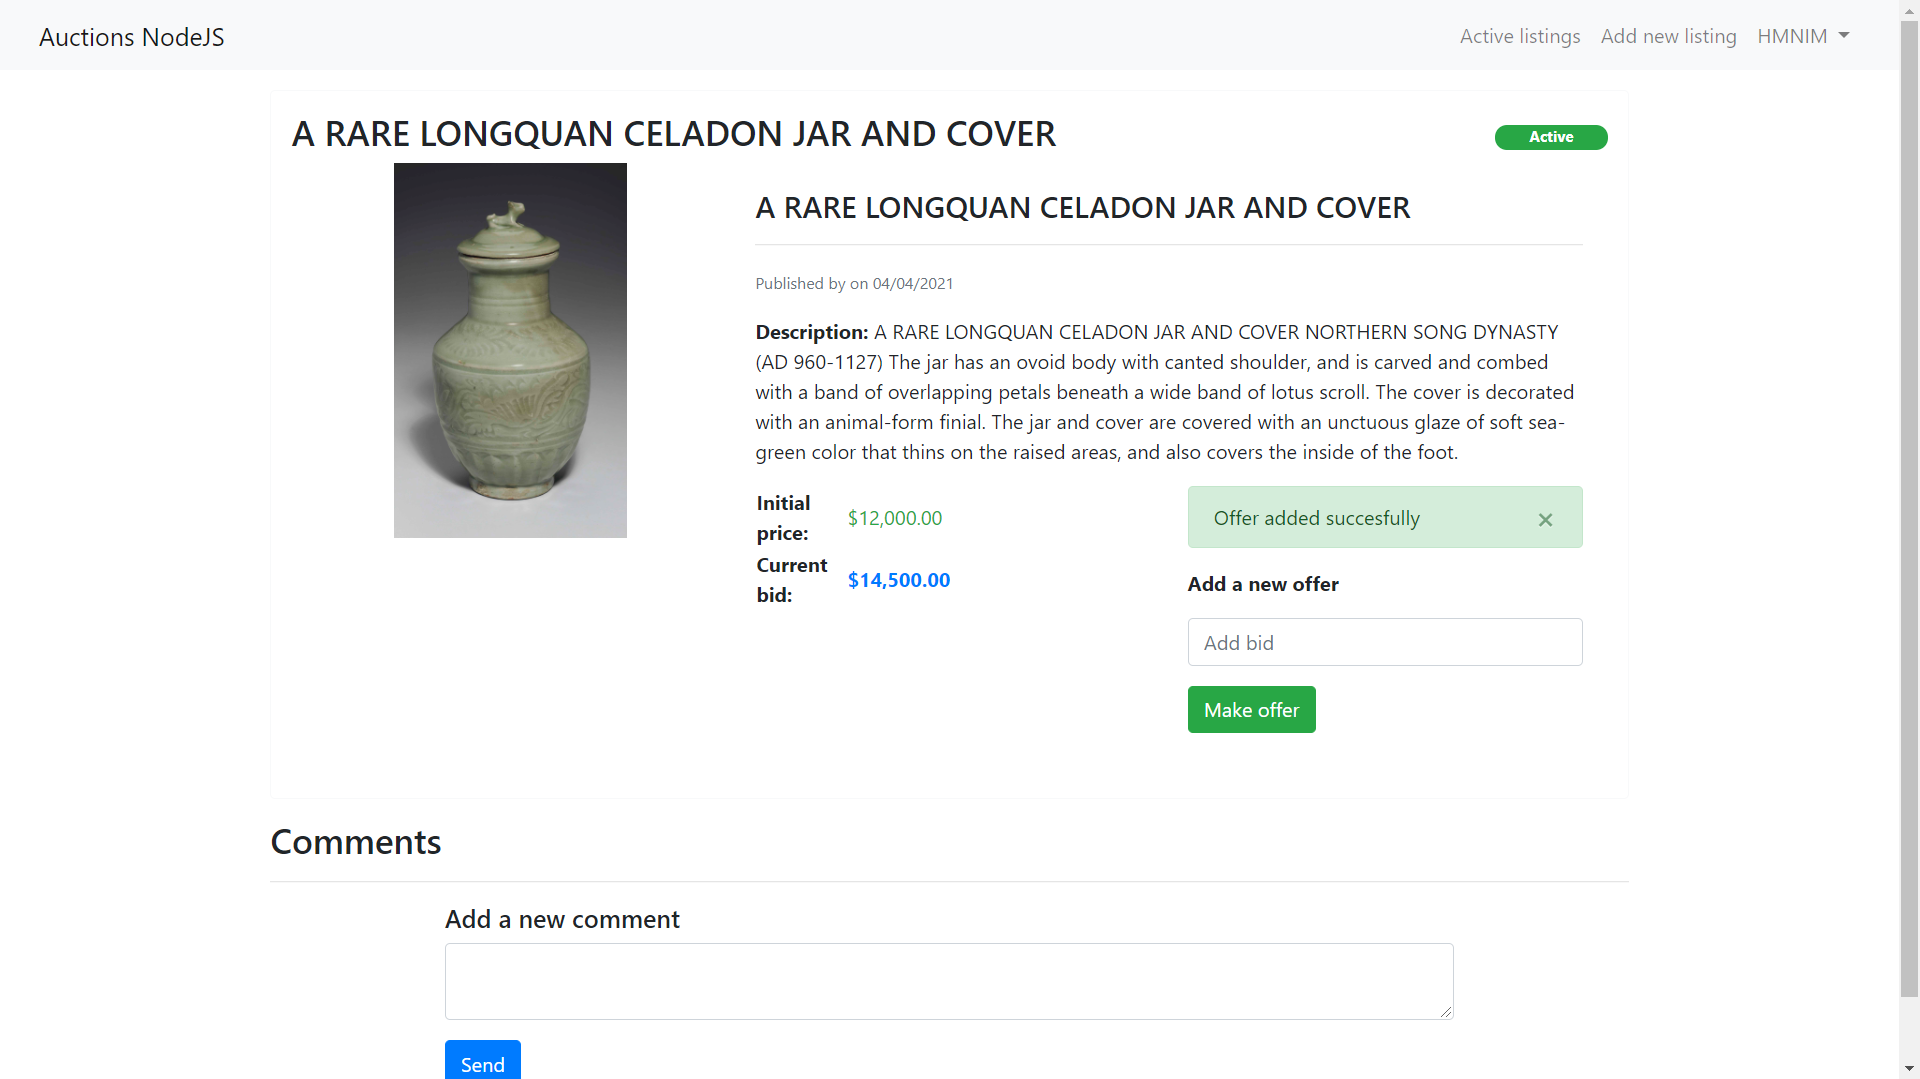 Auctions NodeJS
Active listings
Add new listing
HMNIM
A RARE LONGQUAN CELADON JAR AND COVER
Active
A RARE LONGQUAN CELADON JAR AND COVER
Published by on 04/04/2021
Description: A RARE LONGQUAN CELADON JAR AND COVER NORTHERN SONG DYNASTY
(AD 960-1127) The jar has an ovoid body with canted shoulder, and is carved and combed
with a band of overlapping petals beneath a wide band of lotus scroll. The cover is decorated
with an animal-form finial. The jar and cover are covered with an unctuous glaze of soft sea-
green color that thins on the raised areas, and also covers the inside of the foot.
Initial
price:
$12,000.00
Current
bid:
$14,500.00
Offer added succesfully
×
Add a new offer
Add bid
Make offer
Comments
Add a new comment
Send